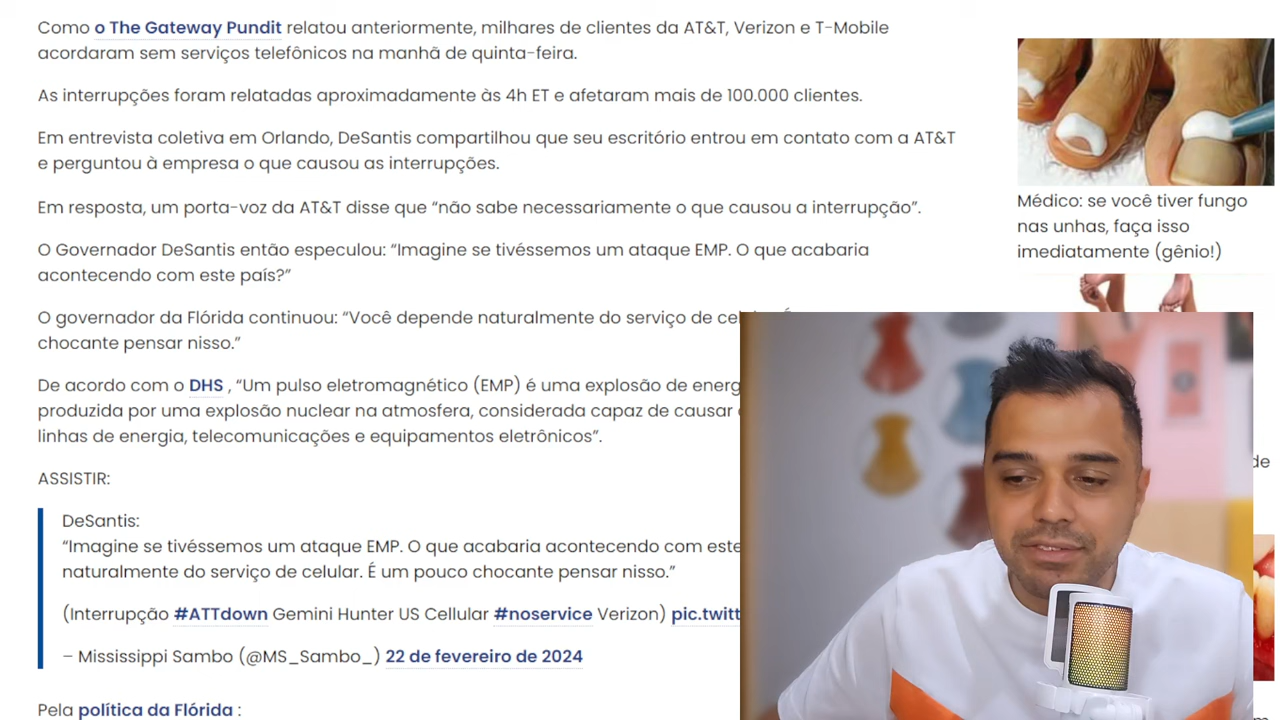 Como o The Gateway Pundit relatou anteriormente, milhares de clientes da AT&T, Verizon e T-Mobile
acordaram sem serviços telefônicos na manhã de quinta-feira.
As interrupções foram relatadas aproximadamente às 4h ET e afetaram mais de 100.000 clientes.
Em entrevista coletiva em Orlando, DeSantis compartilhou que seu escritório entrou em contato com a AT&T
e perguntou à empresa o que causou as interrupções.
Em resposta, um porta-voz da AT&T disse que “não sabe necessariamente o que causou a interrupção”.
O Governador DeSantis então especulou: “Imagine se tivéssemos um ataque EMP. O que acabaria
acontecendo com este país?”
O governador da Flórida continuou: “Você depende naturalmente do serviço de
chocante pensar nisso.”
De acordo com o DHS , “Um pulso eletromagnético (EMP) é uma explosão de
produzida por uma explosão nuclear na atmosfera, considerada capaz de causar
linhas de energia, telecomunicações e equipamentos eletrônicos”.
ASSISTIR:
DeSantis:
“Imagine se tivéssemos um ataque EMP. O que acabaria acontecendo com este
naturalmente do serviço de celular. É um pouco chocante pensar nisso.”
(Interrupção #ATTdown Gemini Hunter US Cellular #noservice Verizon)
– Mississippi Sambo (@MS_Sambo_) 22 de fevereiro de 2024
Pela política da Flórida :
Médico: se você tiver fungo
nas unhas, faça isso
imediatamente (gênio!)